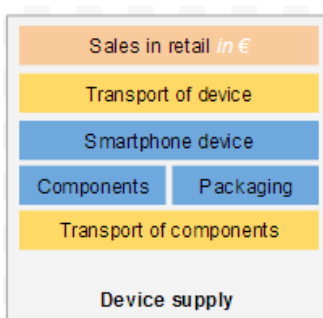 Sales in retail in €
Transport of device
Smartphone device
Components Packaging
Transport of components
Device supply